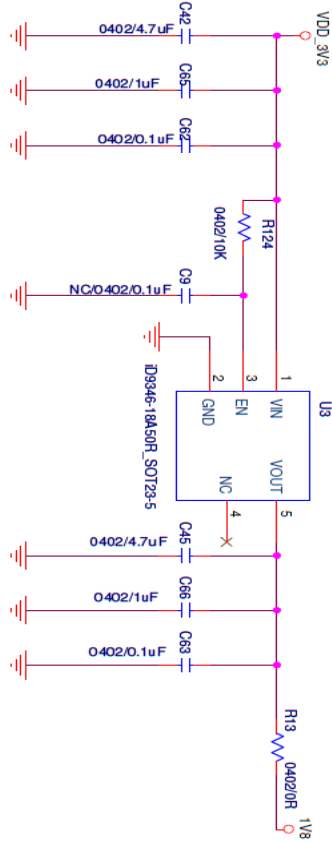 VDD_3V3
C42
0402/4.7uF
C65
0402/1uF
C62
0402/0.1uF
R124
0402/10K
C9
NC/0402/0.1uF
U3
1
VIN
3
EN
2
GND
VOUT
5
NC
4
iD9346-18A50R_SOT23-5
C45
0402/4.7uF
C66
0402/1uF
C63
0402/0.1uF
R13
0402/0R
1V8